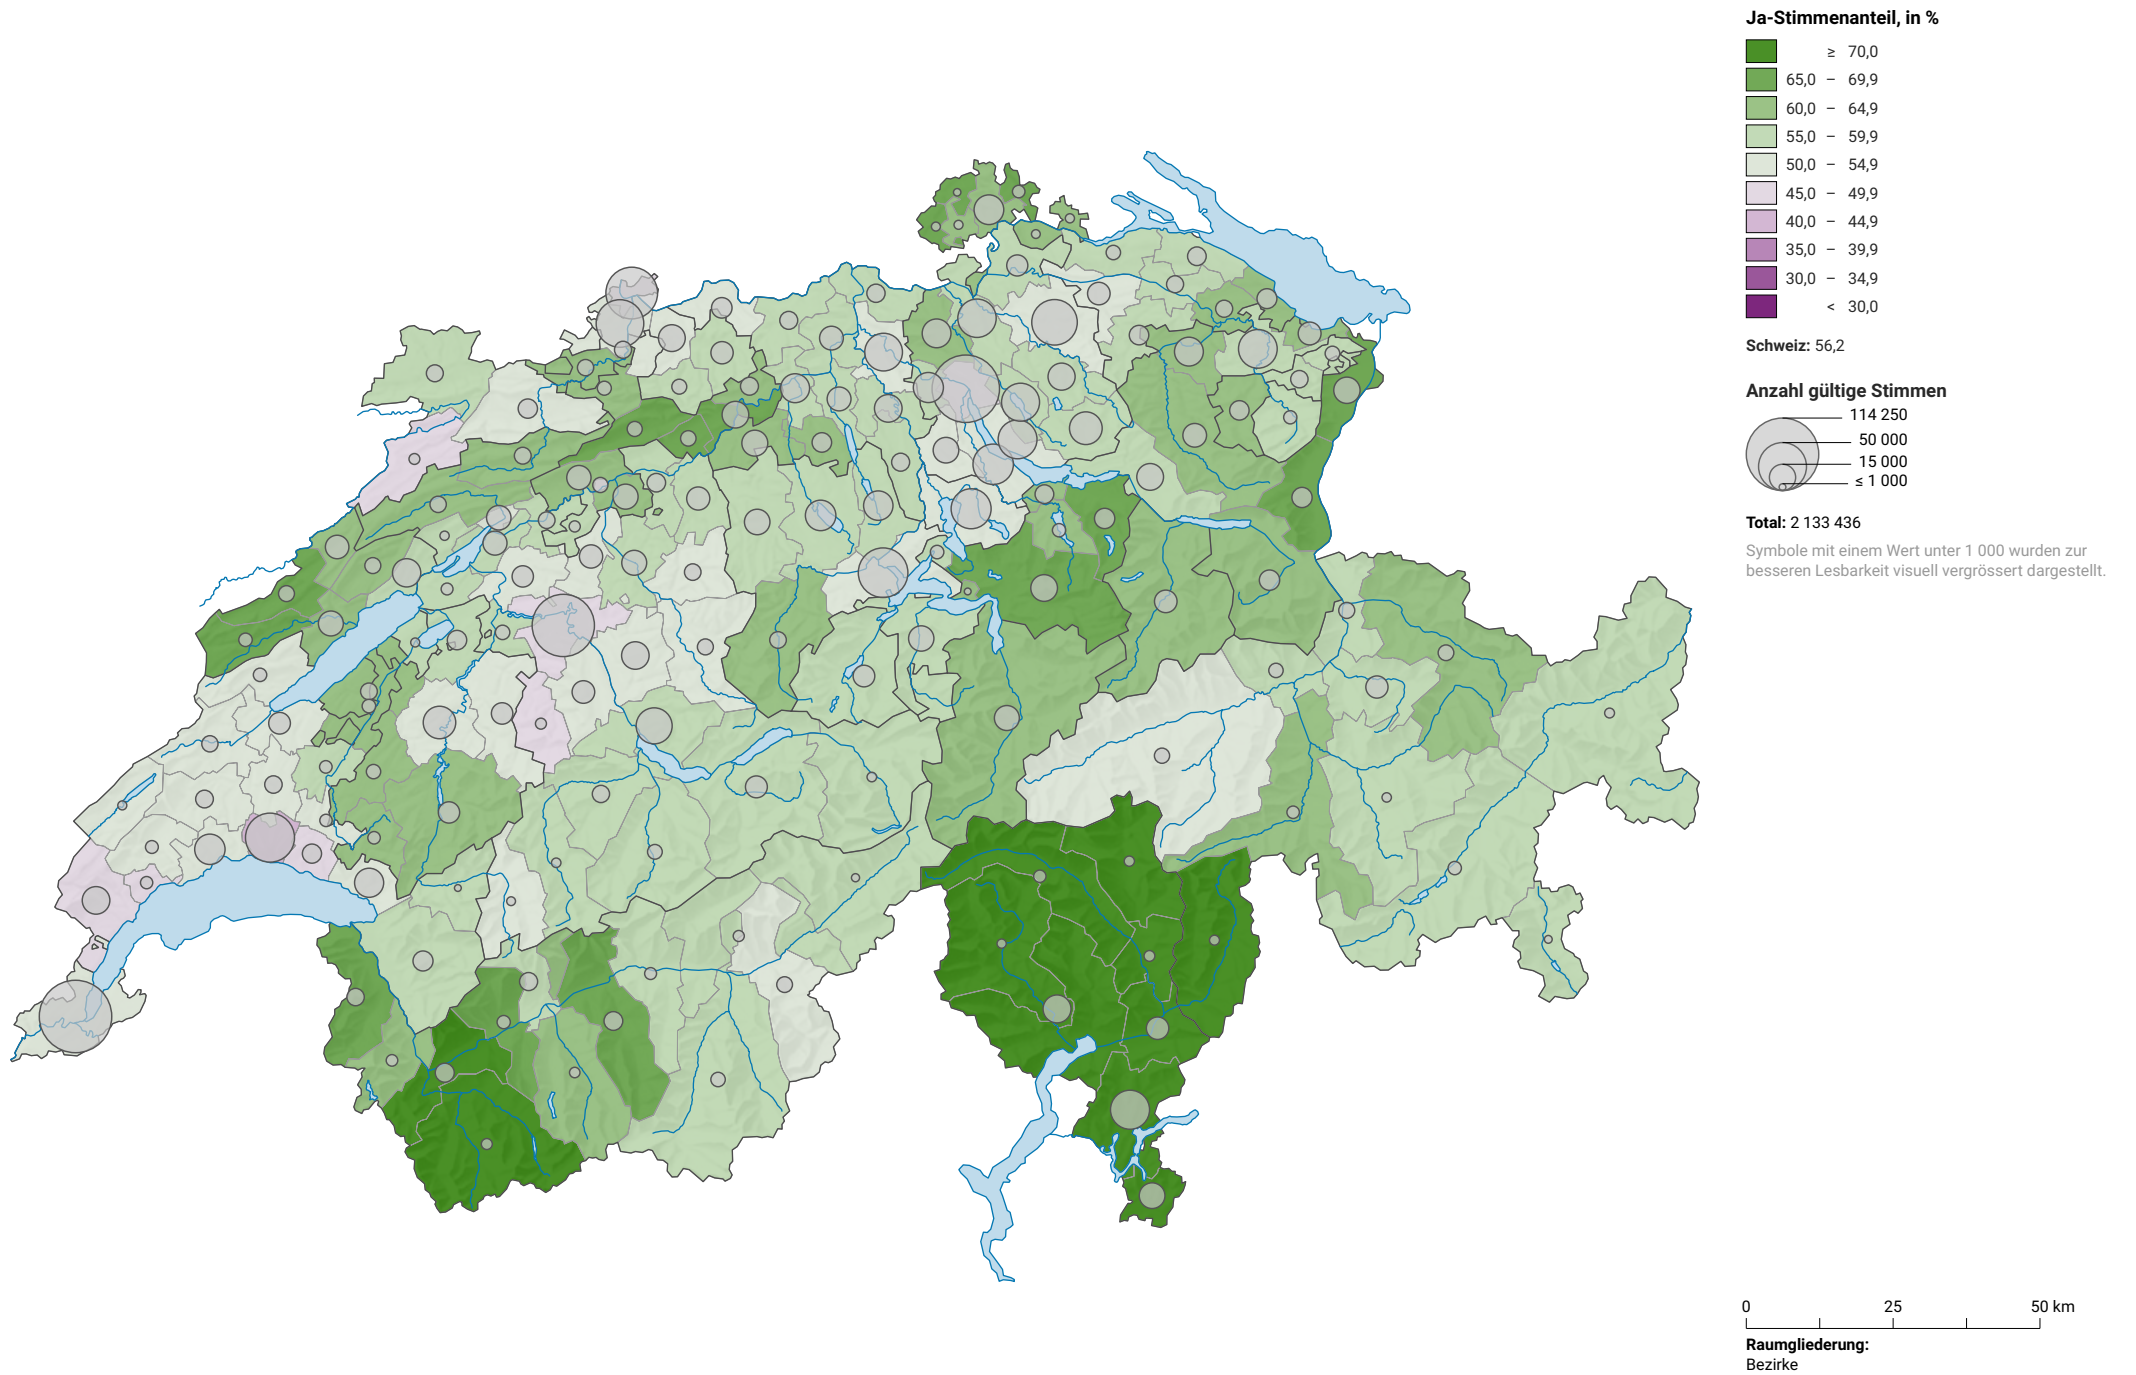 Ja-Stimmenanteil, in %
≥ 70,0
65,0 – 69,9
60,0 – 64,9
55,0 – 59,9
50,0 – 54,9
45,0 – 49,9
40,0 – 44,9
35,0 – 39,9
30,0 – 34,9
< 30,0
Schweiz: 56,2
Anzahl gültige Stimmen
114 250
50 000
15 000
≤ 1 000
Total: 2 133 436
Symbole mit einem Wert unter 1 000 wurden zur
besseren Lesbarkeit visuell vergrössert dargestellt.
0 25 50 km
Raumgliederung:
Bezirke